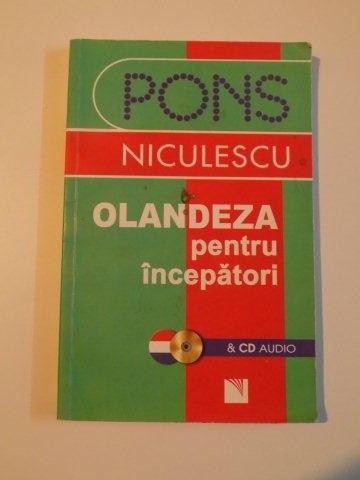 PONS
NICULESCU
OLANDEZA
pentru
începători
& CD AUDIO